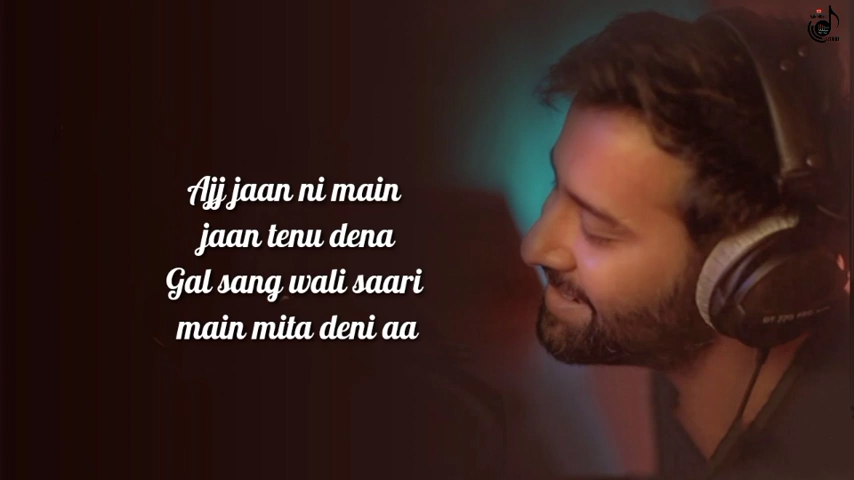 Ajj jaan ni main
jaan tenu dena
Gal sang wali saari
main mita deni aa